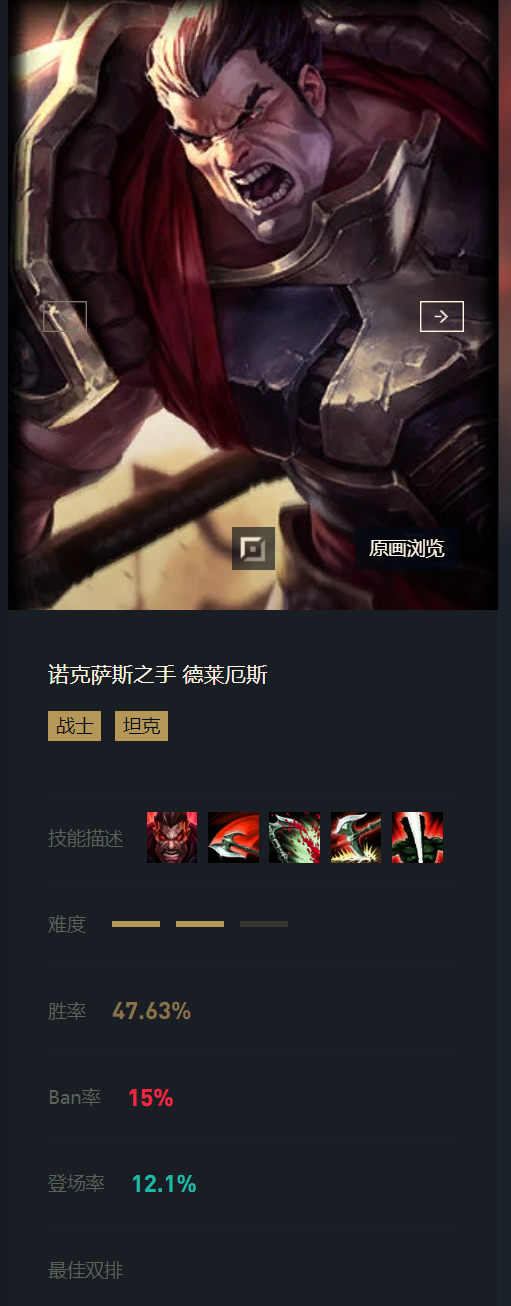 原画浏览
诺克萨斯之手 德莱厄斯
战士 坦克
技能描述
难度
胜率 47.63%
Ban率 15%
登场率 12.1%
最佳双排